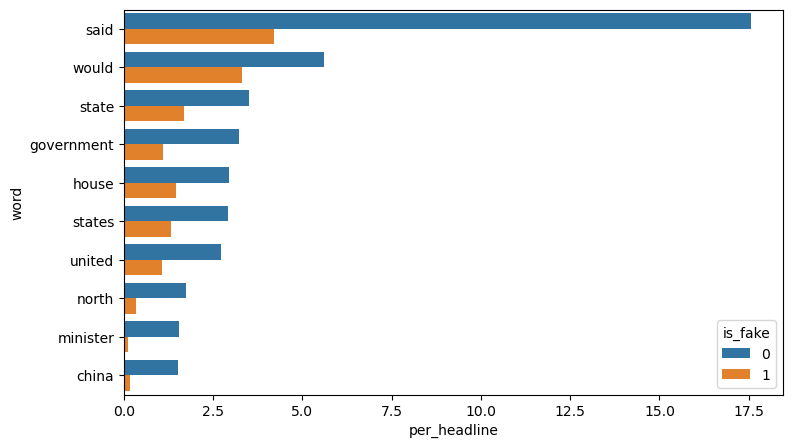 said
would
state
government
house
states
united
north
minister
china
word
0.0 2.5 5.0 7.5 10.0 12.5 15.0 17.5
per_headline
is_fake
0
1